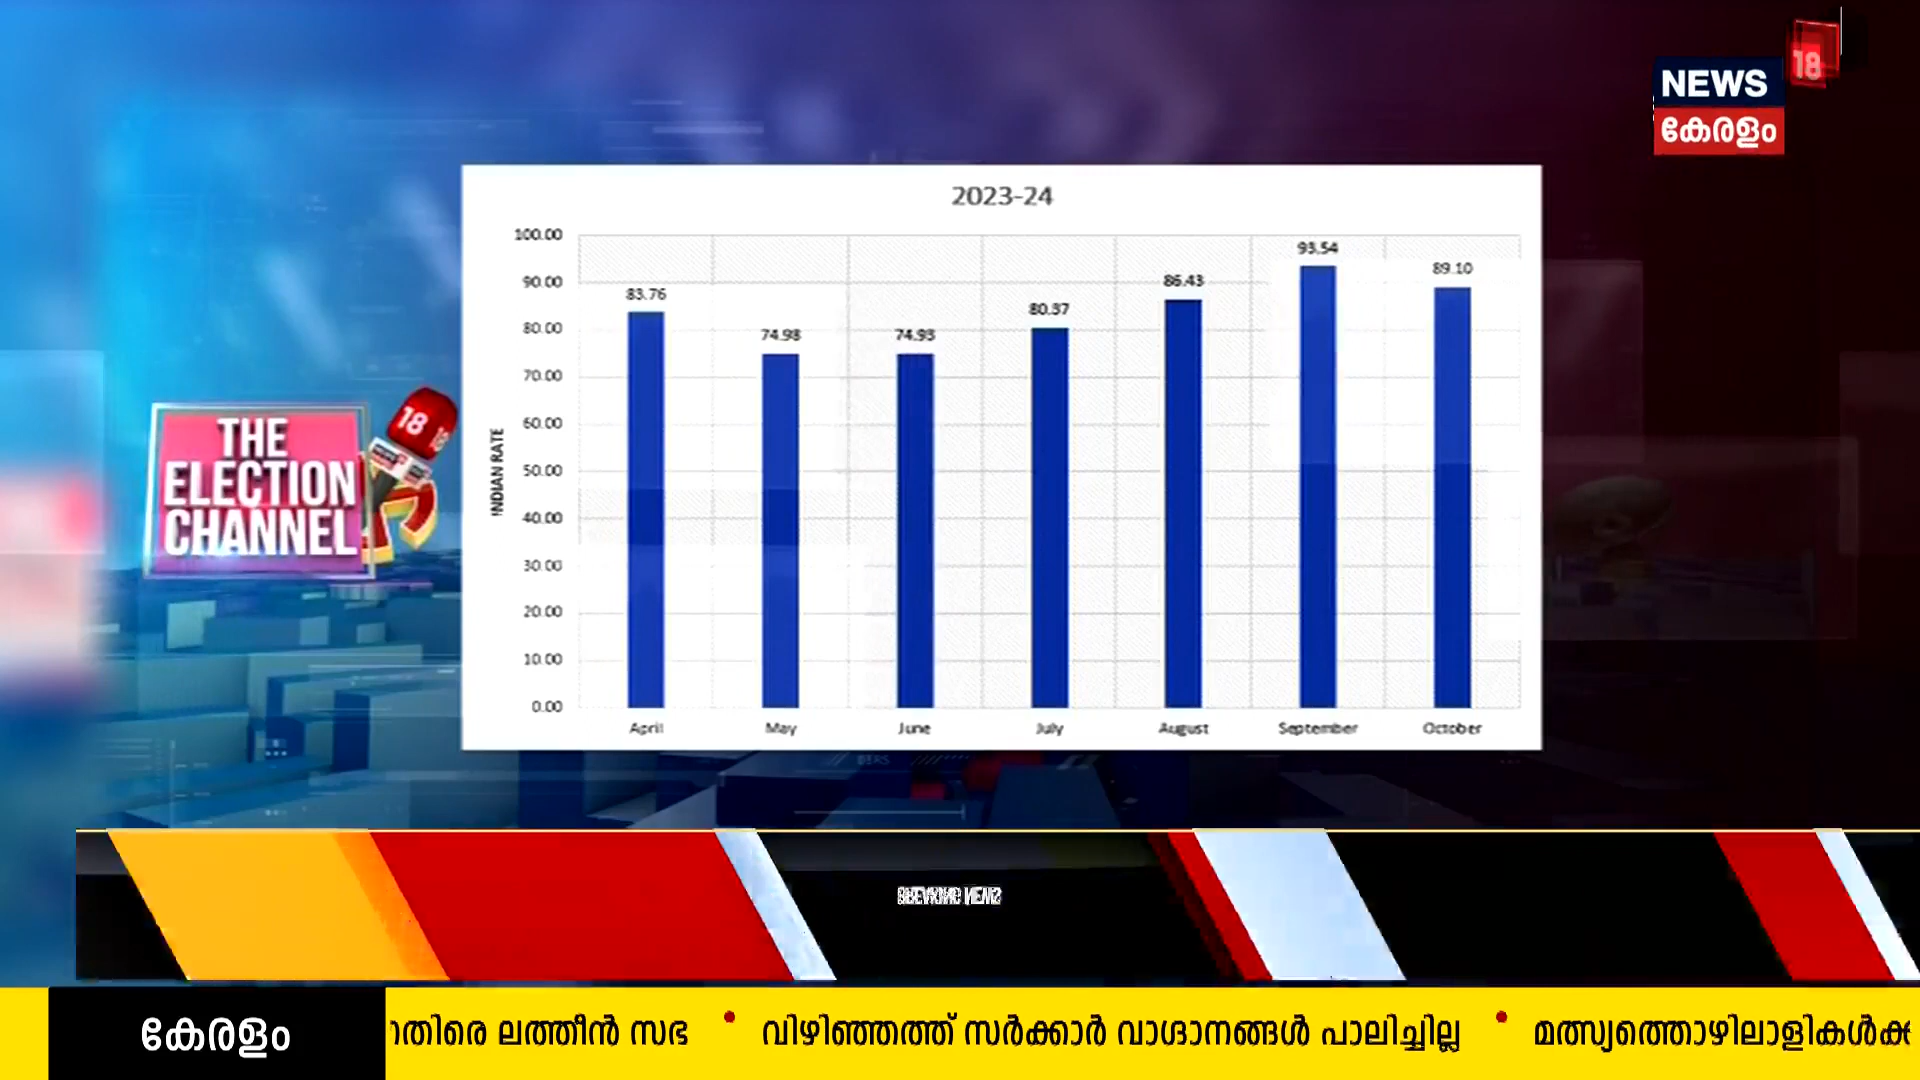 18
NEWS
കേരളം
2023-24
100.00
90.00
80.00
70.00
60.00
50.00
40.00
30.00
20.00
10.00
0.00
INDIAN RATE
83.76
74.98
74.93
80.37
86.43
93.54
89.10
April
May
June
July
August
September
October
THE
ELECTION
CHANNEL
18
കേരളം
ലത്തീൻ സഭ • വിഴിഞ്ഞത്ത് സർക്കാർ വാഗ്ദാനങ്ങൾ പാലിച്ചില്ല •